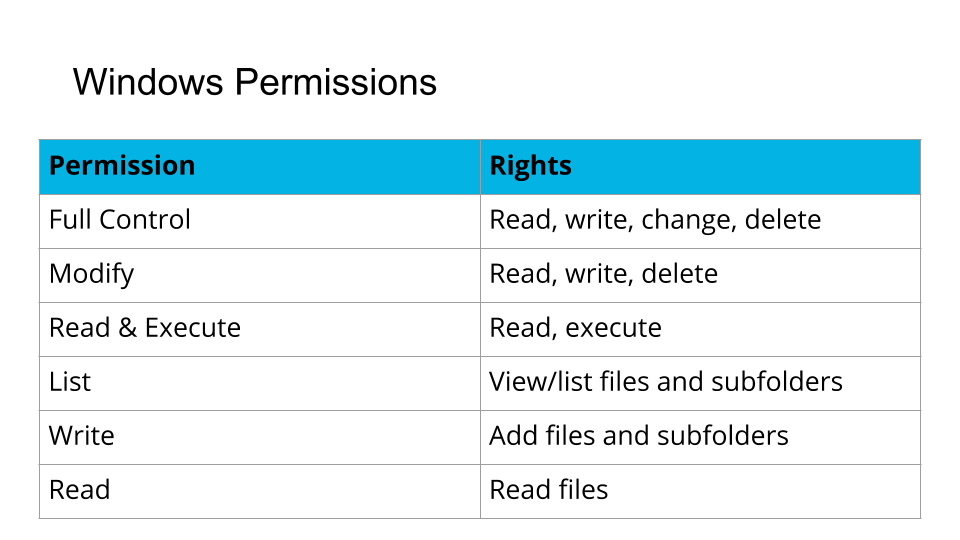 Windows Permissions
Permission Rights
Full Control Read, write, change, delete
Modify Read, write, delete
Read & Execute Read, execute
List View/list files and subfolders
Write Add files and subfolders
Read Read files